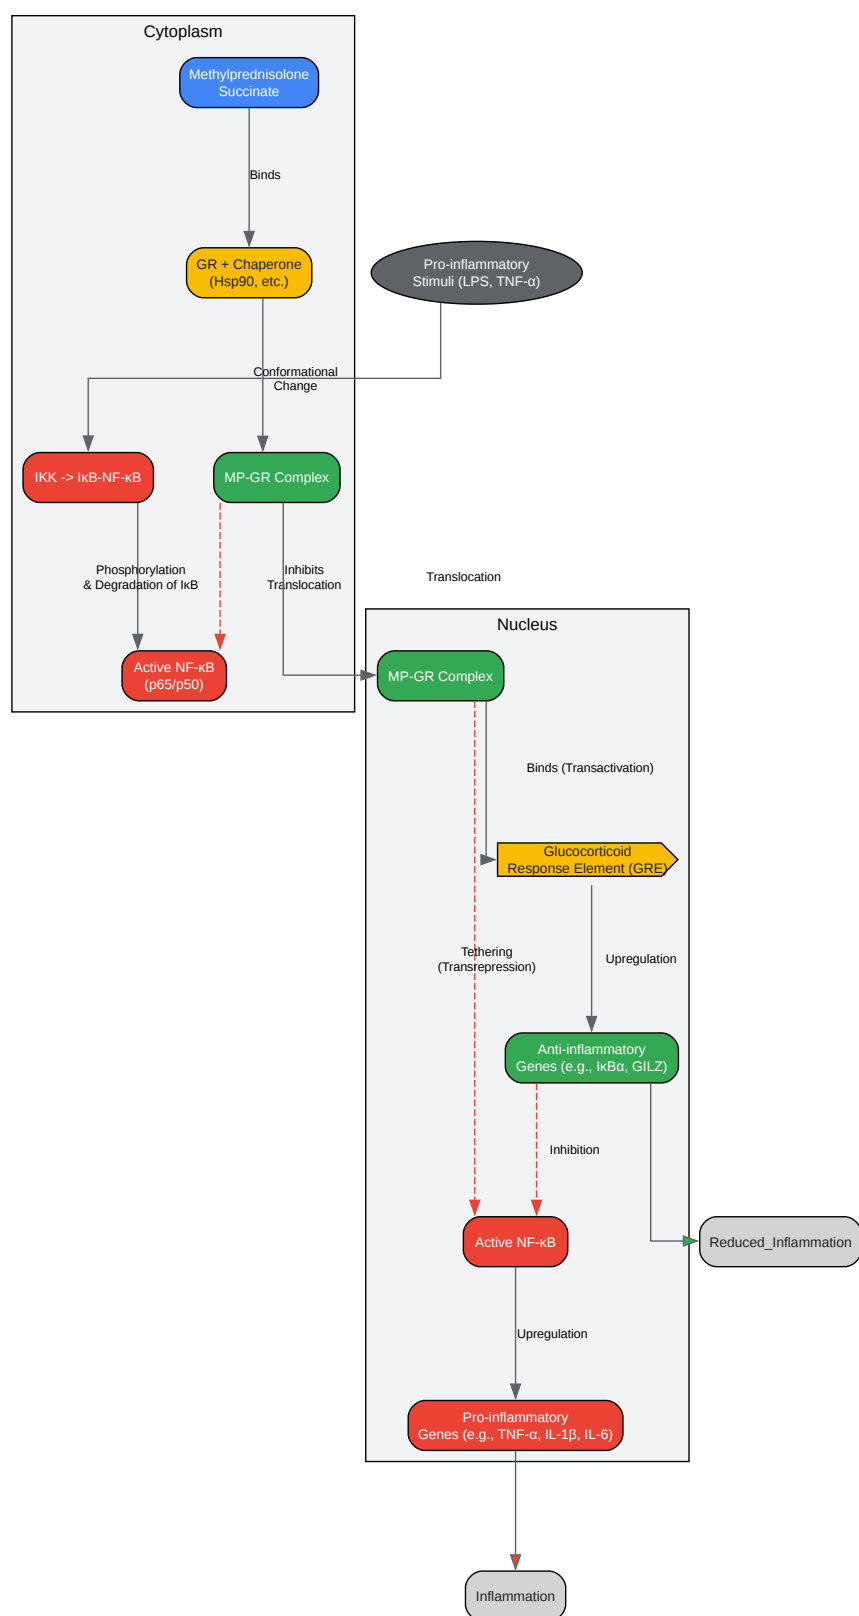 Cytoplasm
Methylprednisolone
Succinate
Binds
GR + Chaperone
(Hsp90, etc.)
Pro-inflammatory
Stimuli (LPS, TNF-α)
Conformational
Change
IKK -> IκB-NF-κB
MP-GR Complex
Phosphorylation
& Degradation of IκB
Inhibits
Translocation
Translocation
Nucleus
Active NF-κB
(p65/p50)
MP-GR Complex
Binds (Transactivation)
Glucocorticoid
Response Element (GRE)
Tethering
(Transrepression)
Upregulation
Anti-inflammatory
Genes (e.g., IκBα, GILZ)
Inhibition
Active NF-κB
Reduced_Inflammation
Upregulation
Pro-inflammatory
Genes (e.g., TNF-α, IL-1β, IL-6)
Inflammation